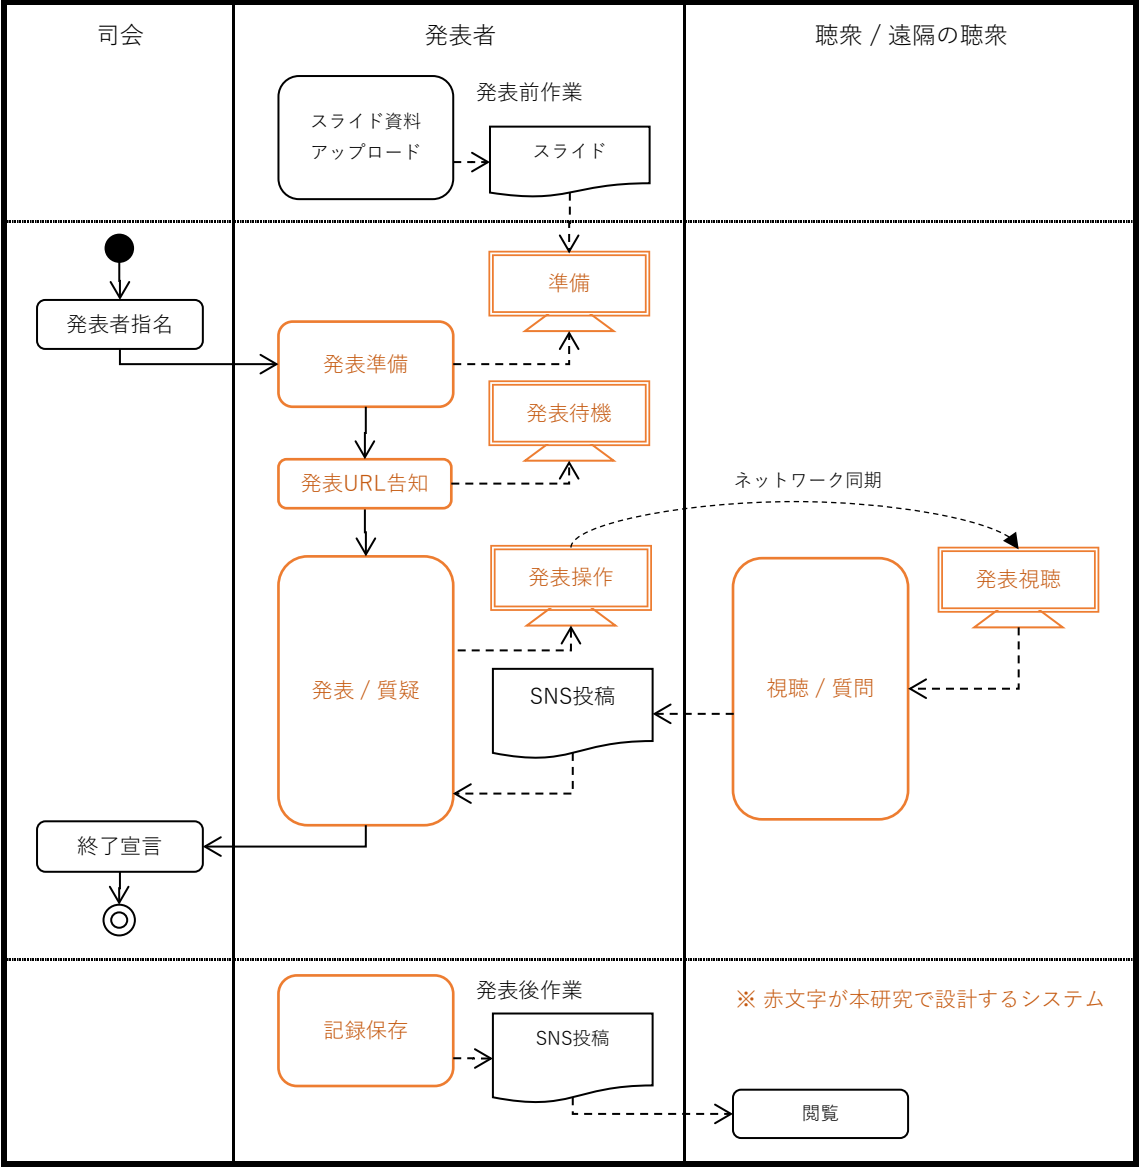 司会
発表者
聴衆 / 遠隔の聴衆
発表前作業
スライド資料
アップロード
スライド
準備
発表者指名
発表準備
発表待機
発表URL告知
ネットワーク同期
発表操作
発表視聴
発表 / 質疑
SNS投稿
視聴 / 質問
終了宣言
発表後作業
※ 赤文字が本研究で設計するシステム
記録保存
SNS投稿
閲覧